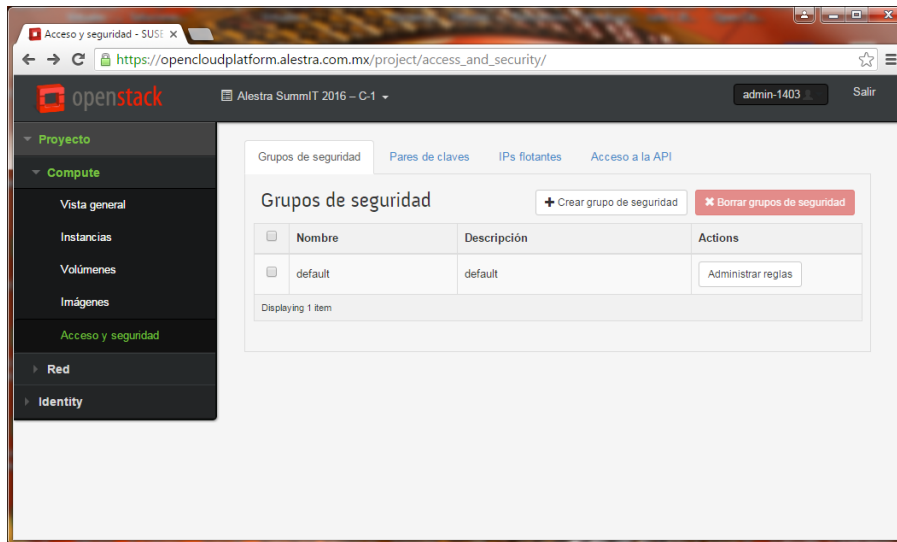 Acceso y seguridad - SUSE
https://opencloudplatform.alestra.com.mx/project/access_and_security/
openstack
Alestra SummIT 2016 – C-1
admin-1403
Salir
Proyecto
Compute
Vista general
Instancias
Volúmenes
Imágenes
Acceso y seguridad
Red
Identity
Grupos de seguridad
Pares de claves
IPs flotantes
Acceso a la API
Grupos de seguridad
Crear grupo de seguridad
Borrar grupos de seguridad
Nombre
Descripción
Actions
default
default
Administrar reglas
Displaying 1 item